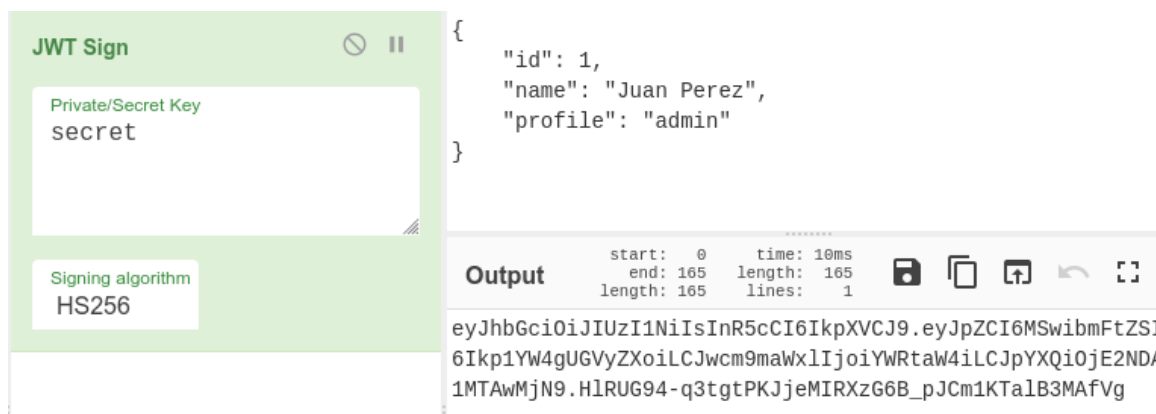 JWT Sign
Private/Secret Key
secret
Signing algorithm
HS256
{
"id": 1,
"name": "Juan Perez",
"profile": "admin"
}
Output
start: 0
end: 165
length: 165
time: 10ms
length: 165
lines: 1
eyJhbGciOiJIUzI1NiIsInR5cCI6IkpXVCJ9.eyJpZCI6MSwibmFtZSI
6Ikp1YW4gUGVyZXoiLCJwcm9maWxlIjoiYWRtaW4iLCJpYXQiOjE2NDA
1MTAwMjN9.HlRUG94-q3tgtPKJjeMIRXzG6B_pJCm1KTalB3MAfVg